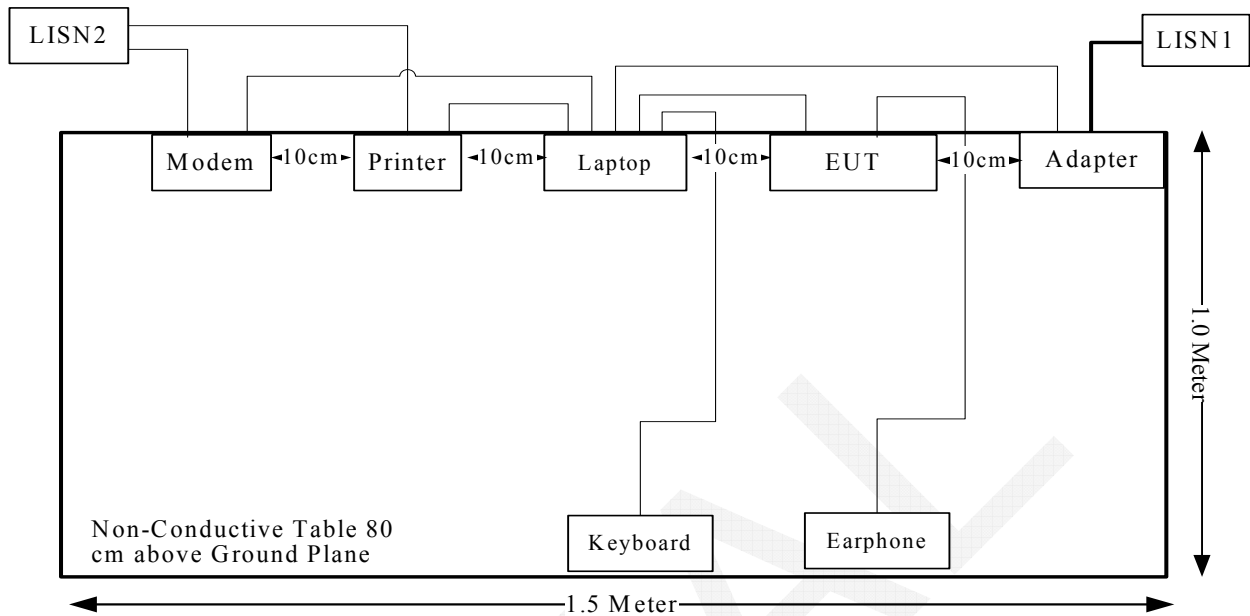 LISN2
LISN1
Modem
10cm
Printer
10cm
Laptop
10cm
EUT
10cm
Adapter
1.0 Meter
Keyboard
Earphone
Non-Conductive Table 80
cm above Ground Plane
1.5 Meter